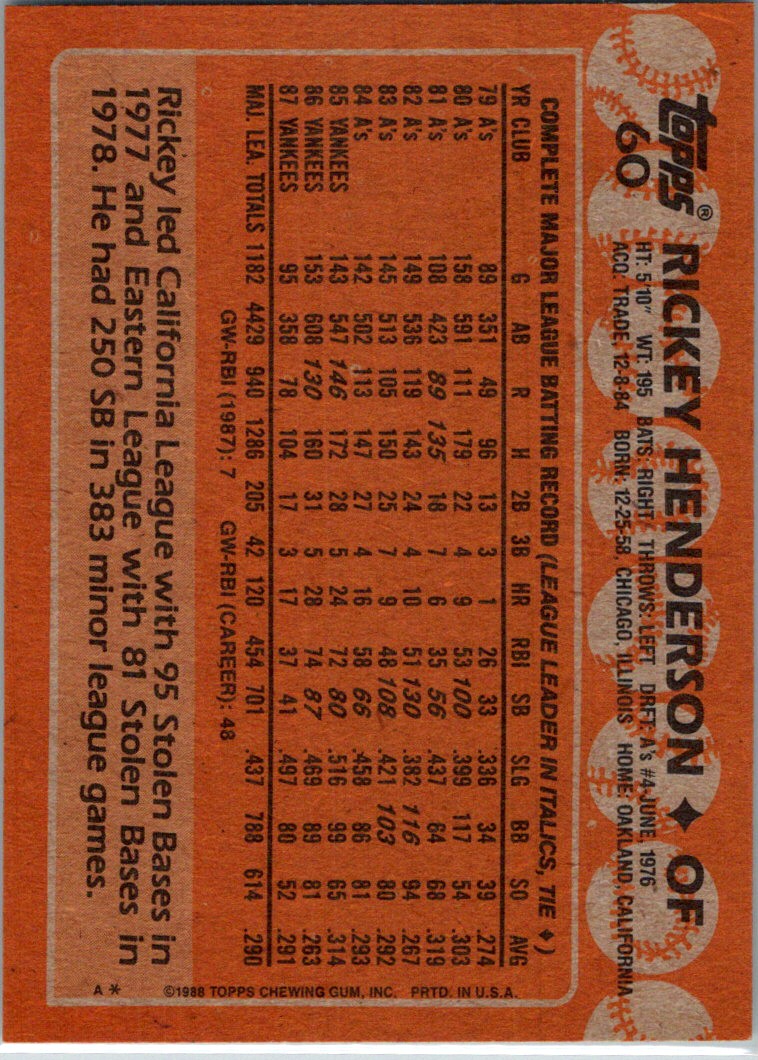 topps® RICKEY HENDERSON ♦ OF
60 HT: 5'10" WT: 195 BATS: RIGHT THROWS: LEFT DRFT: A's #4-JUNE, 1976
ACQ: TRADE, 12-8-84 BORN: 12-25-58, CHICAGO, ILLINOIS HOME: OAKLAND, CALIFORNIA
COMPLETE MAJOR LEAGUE BATTING RECORD (LEAGUE LEADER IN ITALICS, TIE ♦)
YR CLUB G AB R H 2B 3B HR RBI SB SLG BB SO AVG
79 A's 89 351 49 96 13 3 1 26 33 .336 34 39 .274
80 A's 158 591 111 179 22 4 9 53 100 .399 117 54 .303
81 A's 108 423 89 135 18 7 6 35 56 .437 64 68 .319
82 A's 149 536 119 143 24 4 10 51 130 .382 116 94 .267
83 A's 145 513 105 150 25 7 9 48 108 .421 103 80 .292
84 A's 142 502 113 147 27 4 16 58 66 .458 86 81 .293
85 YANKEES 143 547 146 172 28 5 24 72 80 .516 99 65 .314
86 YANKEES 153 608 130 160 31 5 28 74 87 .469 89 81 .263
87 YANKEES 95 358 78 104 17 3 17 37 41 .497 80 52 .291
MAJ. LEA. TOTALS 1182 4429 940 1286 205 42 120 454 701 .437 788 614 .290
GW-RBI (1987): 7 GW-RBI (CAREER): 48
Rickey led California League with 95 Stolen Bases in
1977 and Eastern League with 81 Stolen Bases in
1978. He had 250 SB in 383 minor league games.
A* ©1988 TOPPS CHEWING GUM, INC. PRTD. IN U.S.A.